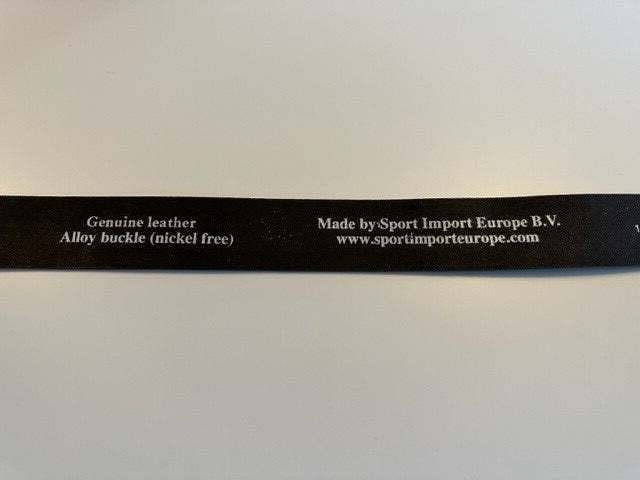 Genuine leather
Alloy buckle (nickel free)
Made by Sport Import Europe B.V.
www.sportimporteurope.com